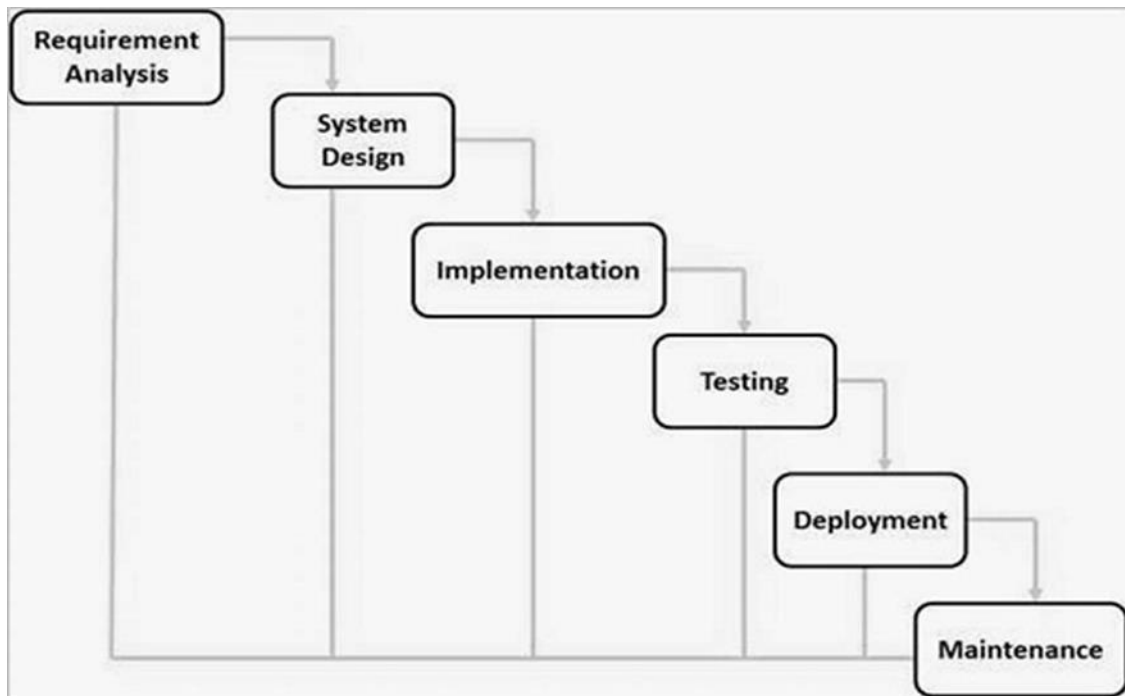 Requirement
Analysis
System
Design
Implementation
Testing
Deployment
Maintenance